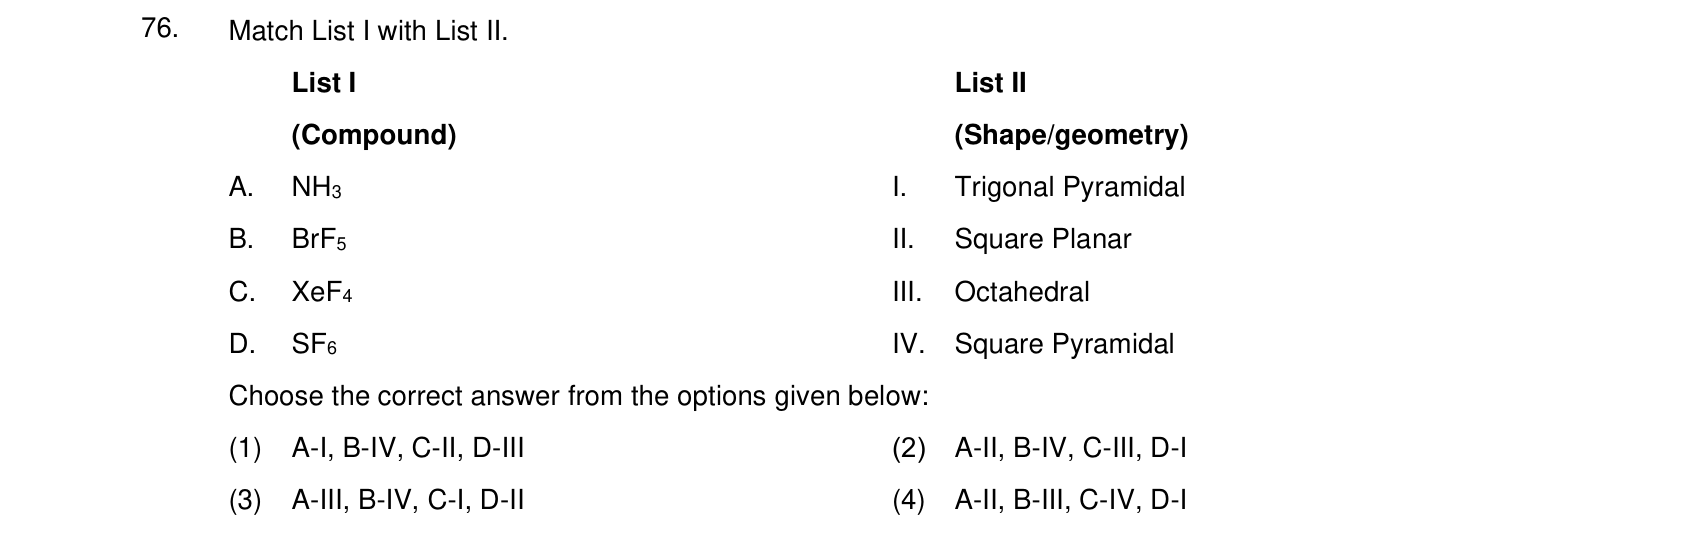 76. Match List I with List II.
List I List II
(Compound) (Shape/geometry)
A. NH₃ I. Trigonal Pyramidal
B. BrF₅ II. Square Planar
C. XeF₄ III. Octahedral
D. SF₆ IV. Square Pyramidal
Choose the correct answer from the options given below:
(1) A-I, B-IV, C-II, D-III (2) A-II, B-IV, C-III, D-I
(3) A-III, B-IV, C-I, D-II (4) A-II, B-III, C-IV, D-I